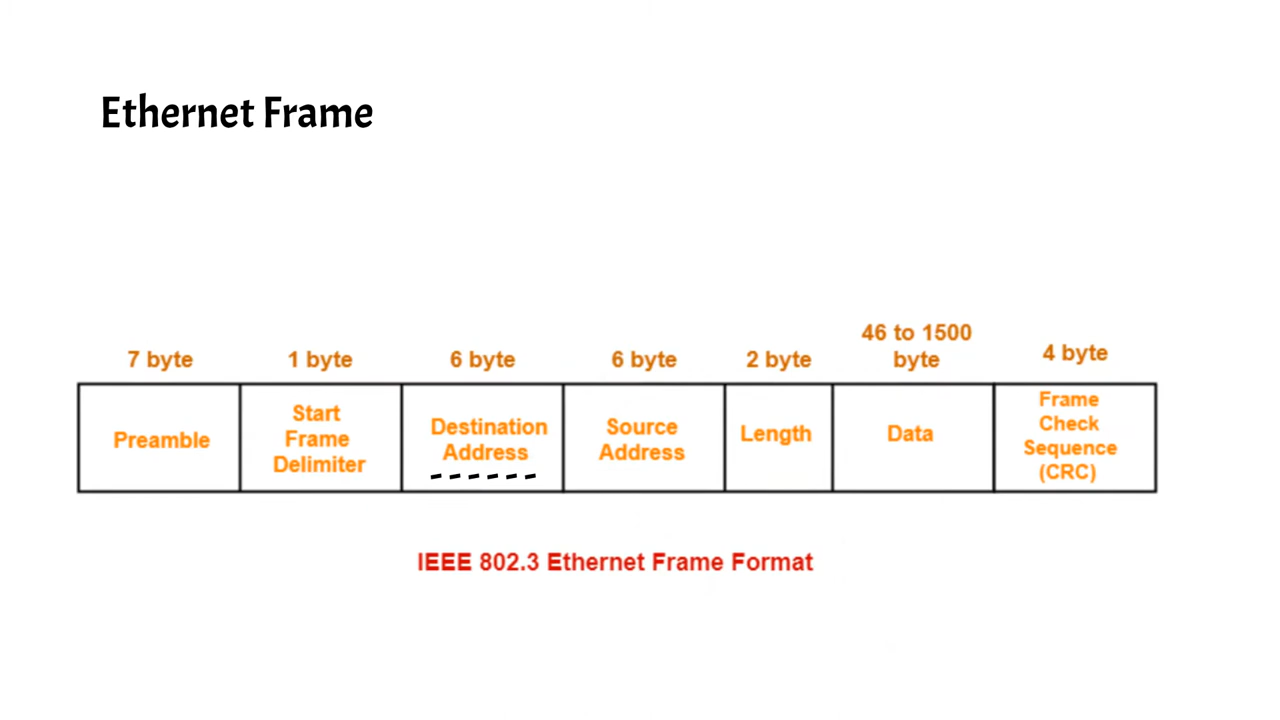 Ethernet Frame
7 byte
1 byte
6 byte
6 byte
2 byte
46 to 1500
byte
4 byte
Preamble
Start
Frame
Delimiter
Destination
Address
Source
Address
Length
Data
Frame
Check
Sequence
(CRC)
IEEE 802.3 Ethernet Frame Format